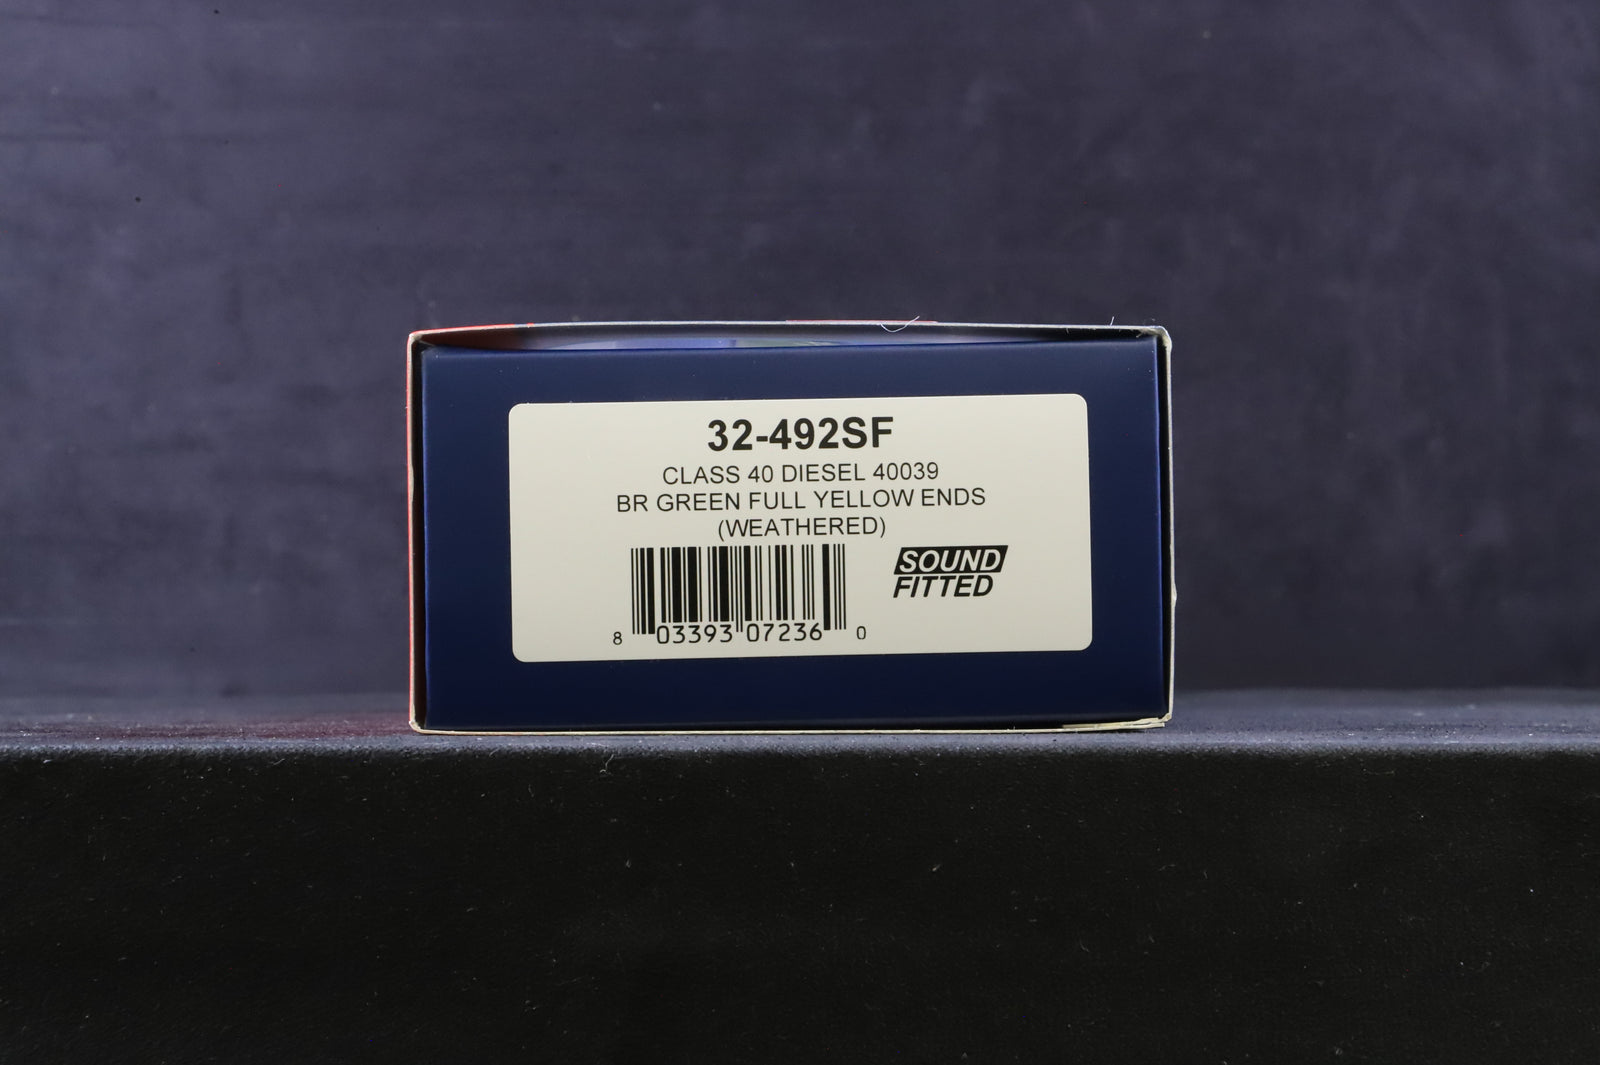 32-492SF
CLASS 40 DIESEL 40039
BR GREEN FULL YELLOW ENDS
(WEATHERED)
SOUND
FITTED
8 03393 07236 0